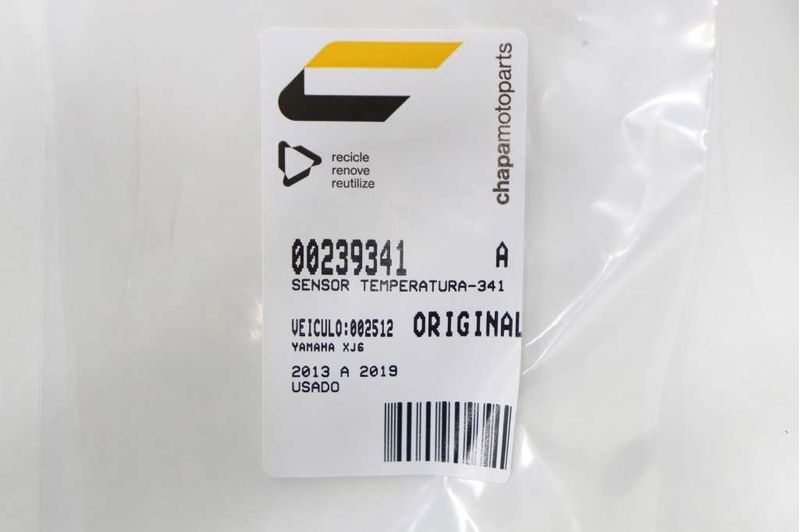 chapamotoparts
recicle
renove
reutilize
00239341 A
SENSOR TEMPERATURA-341
VEICULO:002512 ORIGINAL
YAMAHA XJ6
2013 A 2019
USADO